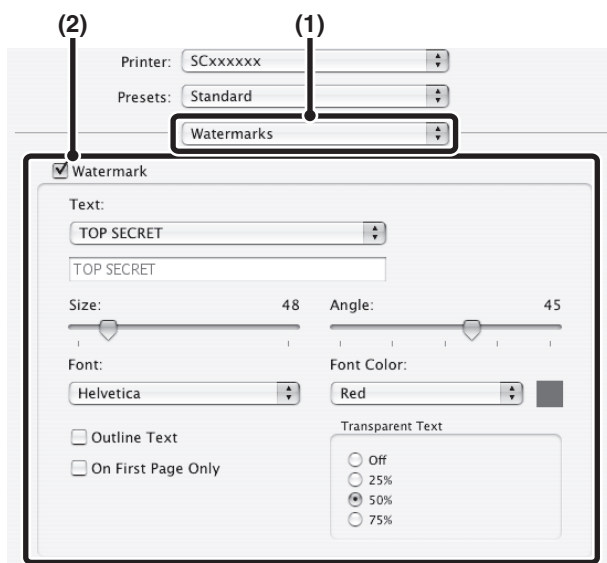 (2) (1)
Printer: SCxxxxxx
Presets: Standard
Watermarks
Watermark
Text:
TOP SECRET
TOP SECRET
Size: 48 Angle: 45
Font: Font Color:
Helvetica Red
Outline Text Transparent Text
On First Page Only Off
25%
50%
75%